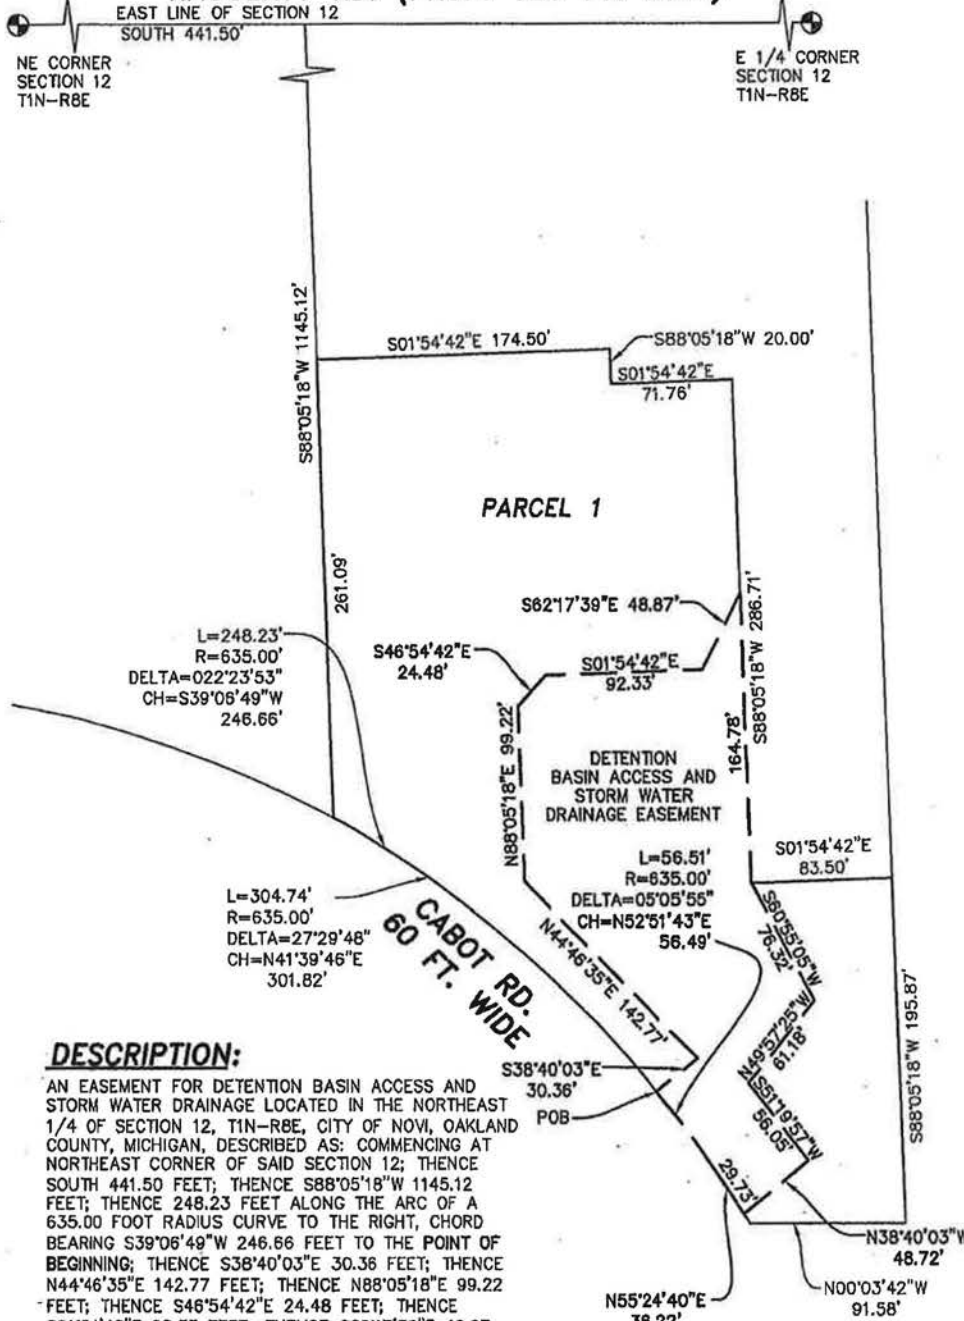 EAST LINE OF SECTION 12
SOUTH 441.50'
NE CORNER
SECTION 12
T1N-R8E
E 1/4 CORNER
SECTION 12
T1N-R8E
S88°05'18"W 1145.12'
S01°54'42"E 174.50'
S88°05'18"W 20.00'
S01°54'42"E
71.76'
PARCEL 1
261.09'
S62°17'39"E 48.87'
S88°05'18"W 286.71'
L=248.23'
R=635.00'
DELTA=022°23'53"
CH=S39°06'49"W
246.66'
S46°54'42"E
24.48'
S01°54'42"E
92.33'
N88°05'18"E 99.22'
164.78'
DETENTION
BASIN ACCESS AND
STORM WATER
DRAINAGE EASEMENT
S01°54'42"E
83.50'
L=56.51'
R=635.00'
DELTA=05°05'55"
CH=N52°51'43"E
56.49'
L=304.74'
R=635.00'
DELTA=27°29'48"
CH=N41°39'46"E
301.82'
CABOT RD.
60 FT. WIDE
N44°46'35"E 142.77'
S60°55'05"W
76.32'
N49°57'25"W
61.18'
S51°19'57"W
56.05'
S88°05'18"W 195.87'
S38°40'03"E
30.36'
POB
29.73'
N38°40'03"W
48.72'
N00°03'42"W
91.58'
N55°24'40"E
38.22'
DESCRIPTION:
AN EASEMENT FOR DETENTION BASIN ACCESS AND
STORM WATER DRAINAGE LOCATED IN THE NORTHEAST
1/4 OF SECTION 12, T1N-R8E, CITY OF NOVI, OAKLAND
COUNTY, MICHIGAN, DESCRIBED AS: COMMENCING AT
NORTHEAST CORNER OF SAID SECTION 12; THENCE
SOUTH 441.50 FEET; THENCE S88°05'18"W 1145.12
FEET; THENCE 248.23 FEET ALONG THE ARC OF A
635.00 FOOT RADIUS CURVE TO THE RIGHT, CHORD
BEARING S39°06'49"W 246.66 FEET TO THE POINT OF
BEGINNING; THENCE S38°40'03"E 30.36 FEET; THENCE
N44°46'35"E 142.77 FEET; THENCE N88°05'18"E 99.22
FEET; THENCE S46°54'42"E 24.48 FEET; THENCE